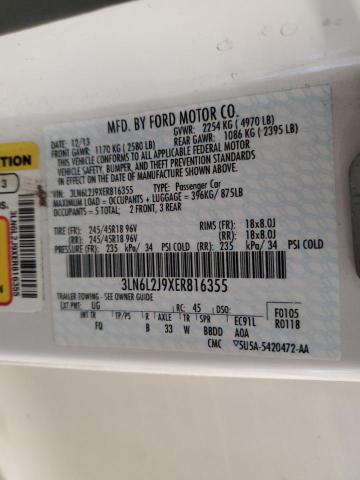 MFD. BY FORD MOTOR CO.
DATE: 12/13
GVWR: 2254 KG ( 4970 LB)
FRONT GAWR: 1170 KG ( 2580 LB)
REAR GAWR: 1086 KG ( 2395 LB)
THIS VEHICLE CONFORMS TO ALL APPLICABLE FEDERAL MOTOR
VEHICLE SAFETY, BUMPER, AND THEFT PREVENTION STANDARDS
IN EFFECT ON THE DATE OF MANUFACTURE SHOWN ABOVE.
VIN: 3LN6L2J9XER816355
TYPE: Passenger Car
MAXIMUM LOAD = OCCUPANTS + LUGGAGE = 396KG / 875LB
OCCUPANTS = 5 TOTAL; 2 FRONT, 3 REAR
TIRE (FR): 245/45R18 96V
RIMS (FR): 18x8.0J
(RR): 245/45R18 96V
(RR): 18x8.0J
PRESSURE (FR): 235 kPa/ 34 PSI
(RR): 235 kPa/ 34 PSI
3LN6L2J9XER816355
TRAILER TOWING - SEE OWNER GUIDE
EXT PNT: UG RC: 45 DSO: F0105
R0118
INT TR TP/PS R AXLE TR SPR EC91L
FQ B 33 W BBDD AOA
CMC 5U5A-5420472-AA
TION
3
3LN6L2J9XER816355